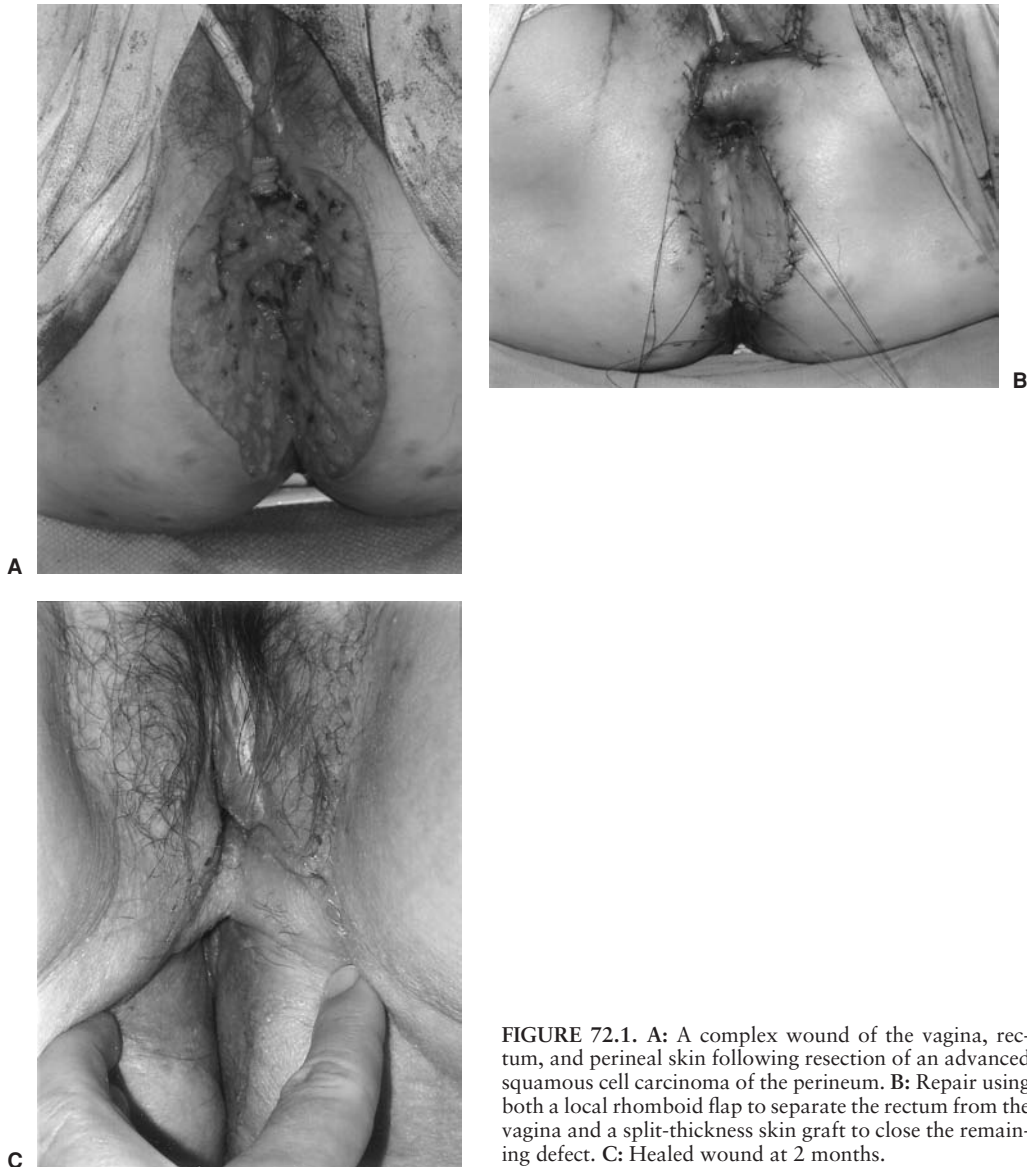 A
B
C
FIGURE 72.1. A: A complex wound of the vagina, rec-
tum, and perineal skin following resection of an advanced
squamous cell carcinoma of the perineum. B: Repair using
both a local rhomboid flap to separate the rectum from the
vagina and a split-thickness skin graft to close the remain-
ing defect. C: Healed wound at 2 months.